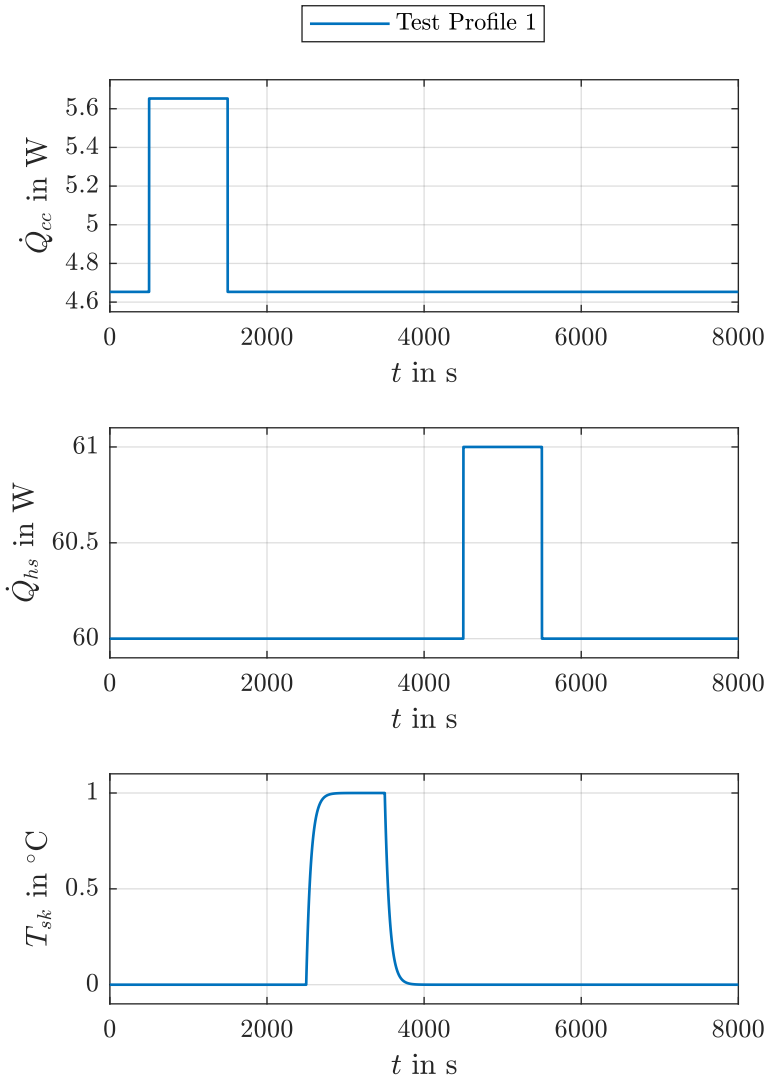 Test Profile 1
Q̇cc in W
5.6
5.4
5.2
5
4.8
4.6
0 2000 4000 6000 8000
t in s
Q̇hs in W
61
60.5
60
0 2000 4000 6000 8000
t in s
Tsk in °C
1
0.5
0
0 2000 4000 6000 8000
t in s